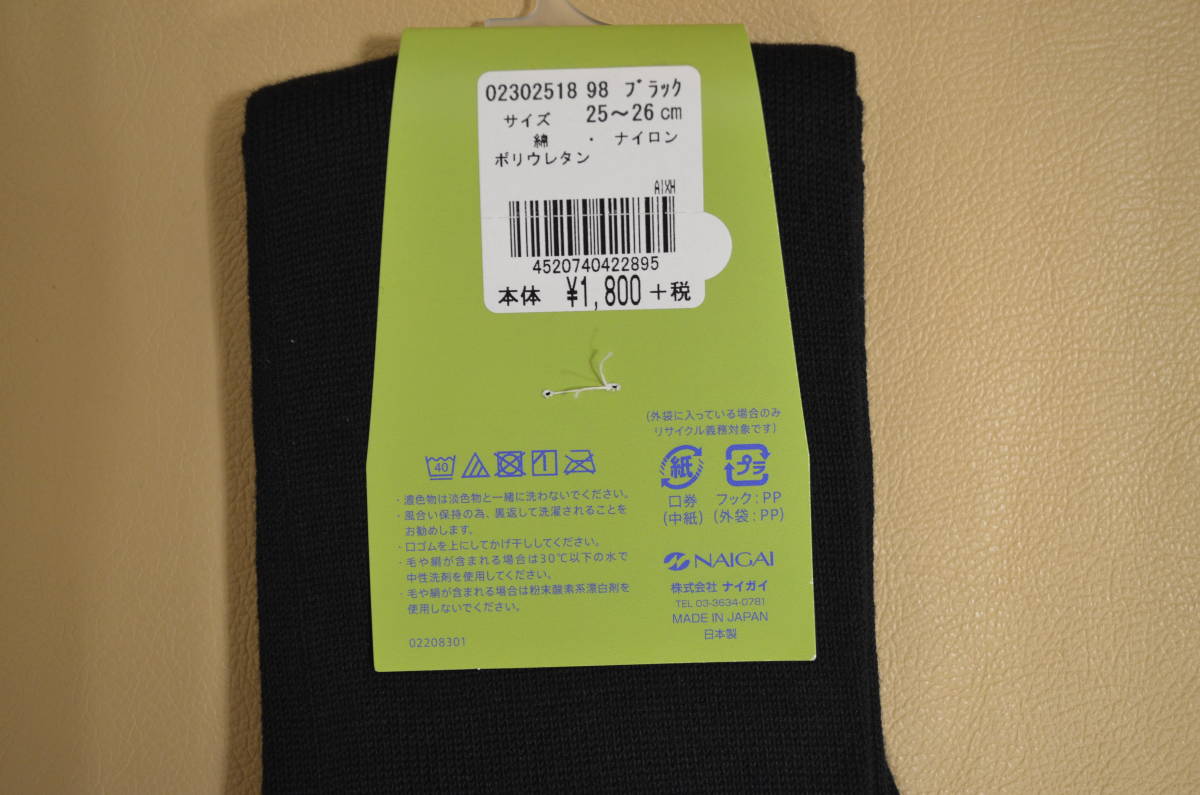 02302518 98 ブラック
サイズ 25～26 cm
綿 ・ ナイロン
ポリウレタン
AIXH
4520740422895
本体 ¥1,800 +税
(外袋に入っている場合のみ
リサイクル義務対象です)
40
紙 プラ
口券 フック:PP
(中紙) (外袋:PP)
・濃色物は淡色物と一緒に洗わないでください。
・風合い保持の為、裏返して洗濯されることを
お勧めします。
・口ゴムを上にしてかげ干ししてください。
・毛や絹が含まれる場合は30℃以下の水で
中性洗剤を使用してください。
・毛や絹が含まれる場合は粉末酸素系漂白剤を
使用しないでください。
NAIGAI
株式会社 ナイガイ
TEL 03-3634-0781
MADE IN JAPAN
日本製
02208301